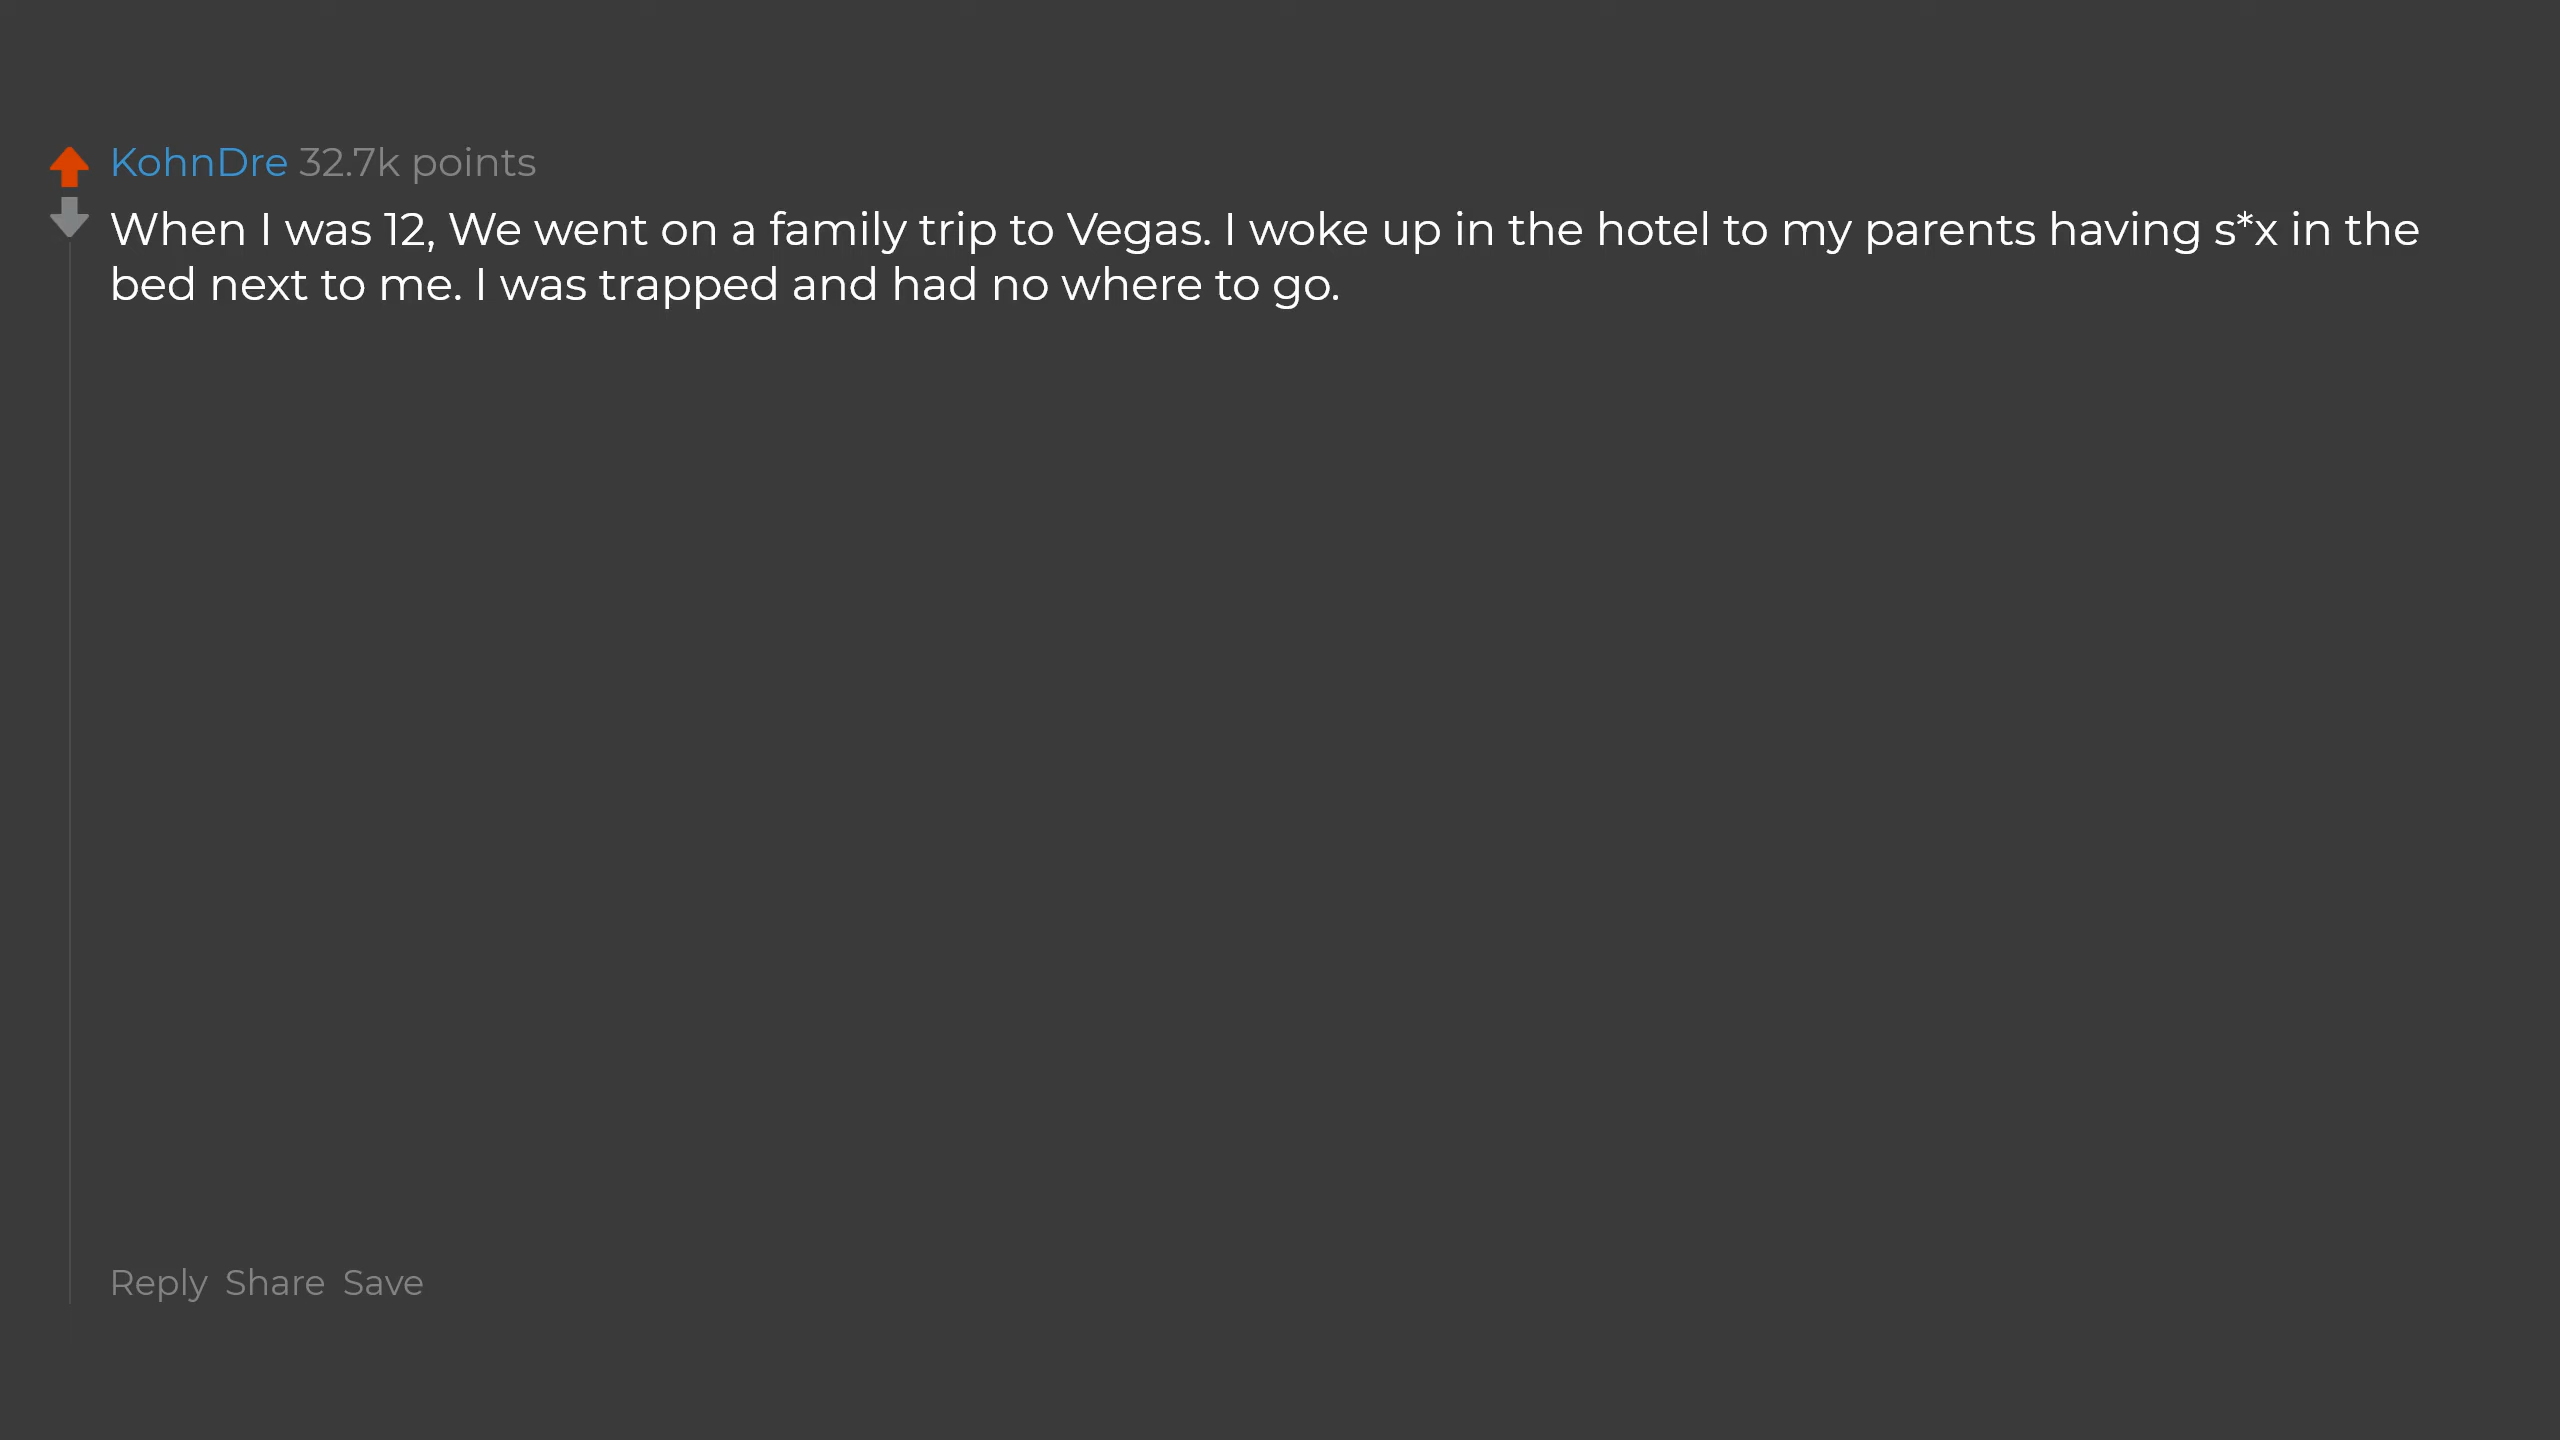 KohnDre 32.7k points
When I was 12, We went on a family trip to Vegas. I woke up in the hotel to my parents having s*x in the
bed next to me. I was trapped and had no where to go.
Reply Share Save